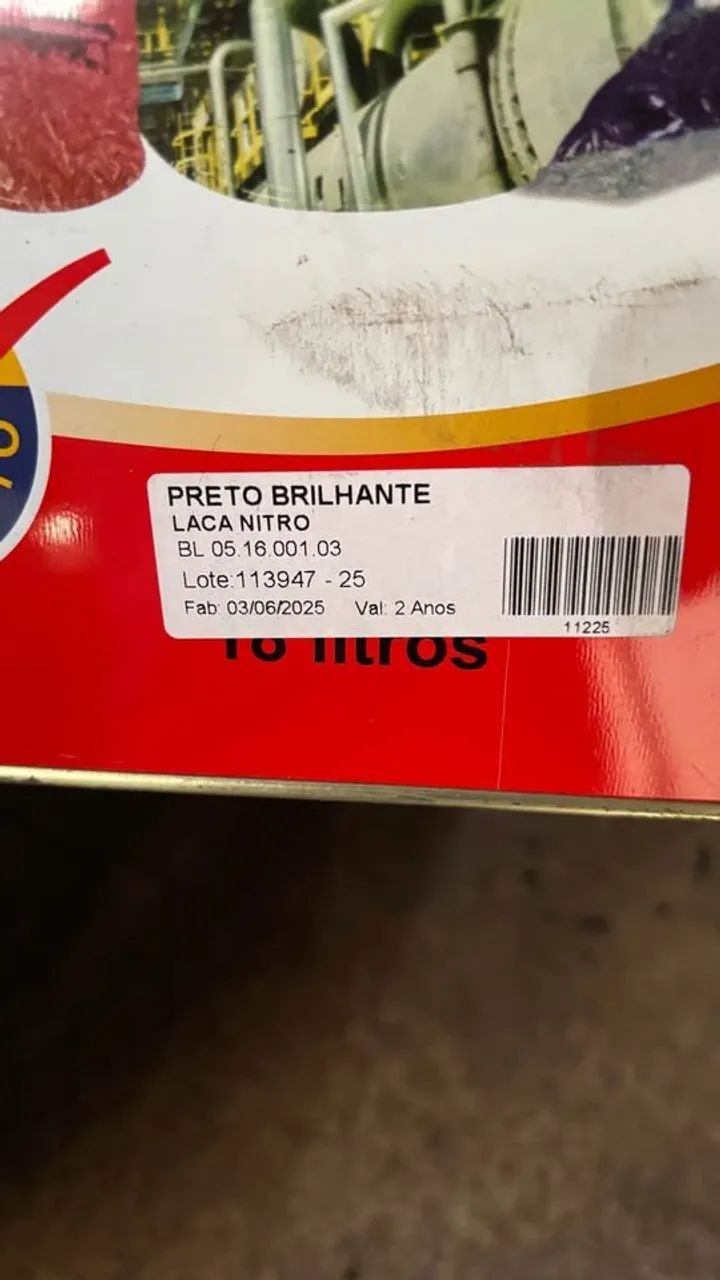 PRETO BRILHANTE
LACA NITRO
BL 05.16.001.03
Lote:113947 - 25
Fab: 03/06/2025 Val: 2 Anos
11225
18 litros